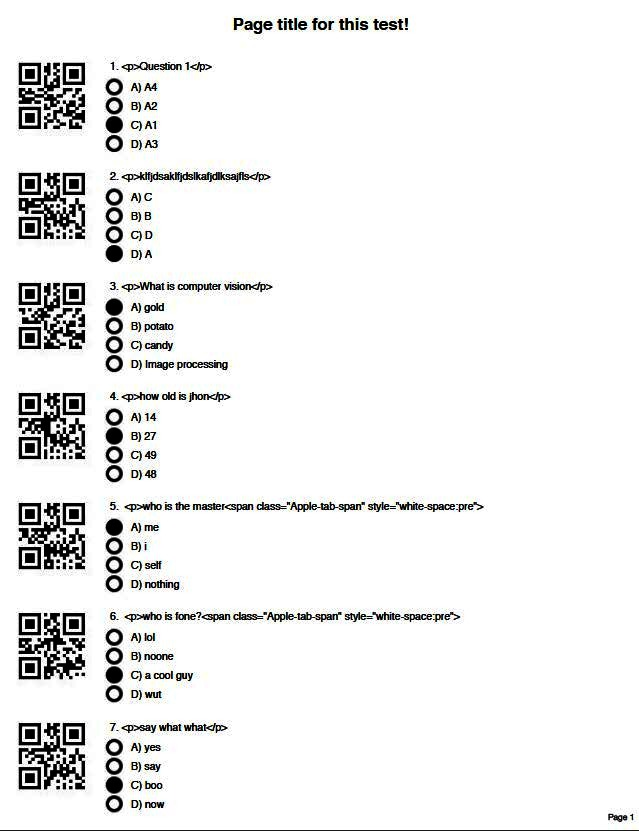 Page title for this test!
1. <p>Question 1</p>
A) A4
B) A2
C) A1
D) A3
2. <p>klfjdsaklfjdslkafjdlksajfls</p>
A) C
B) B
C) D
D) A
3. <p>What is computer vision</p>
A) gold
B) potato
C) candy
D) Image processing
4. <p>how old is jhon</p>
A) 14
B) 27
C) 49
D) 48
5. <p>who is the master<span class="Apple-tab-span" style="white-space:pre">
A) me
B) i
C) self
D) nothing
6. <p>who is fone?<span class="Apple-tab-span" style="white-space:pre">
A) lol
B) noone
C) a cool guy
D) wut
7. <p>say what what</p>
A) yes
B) say
C) boo
D) now
Page 1